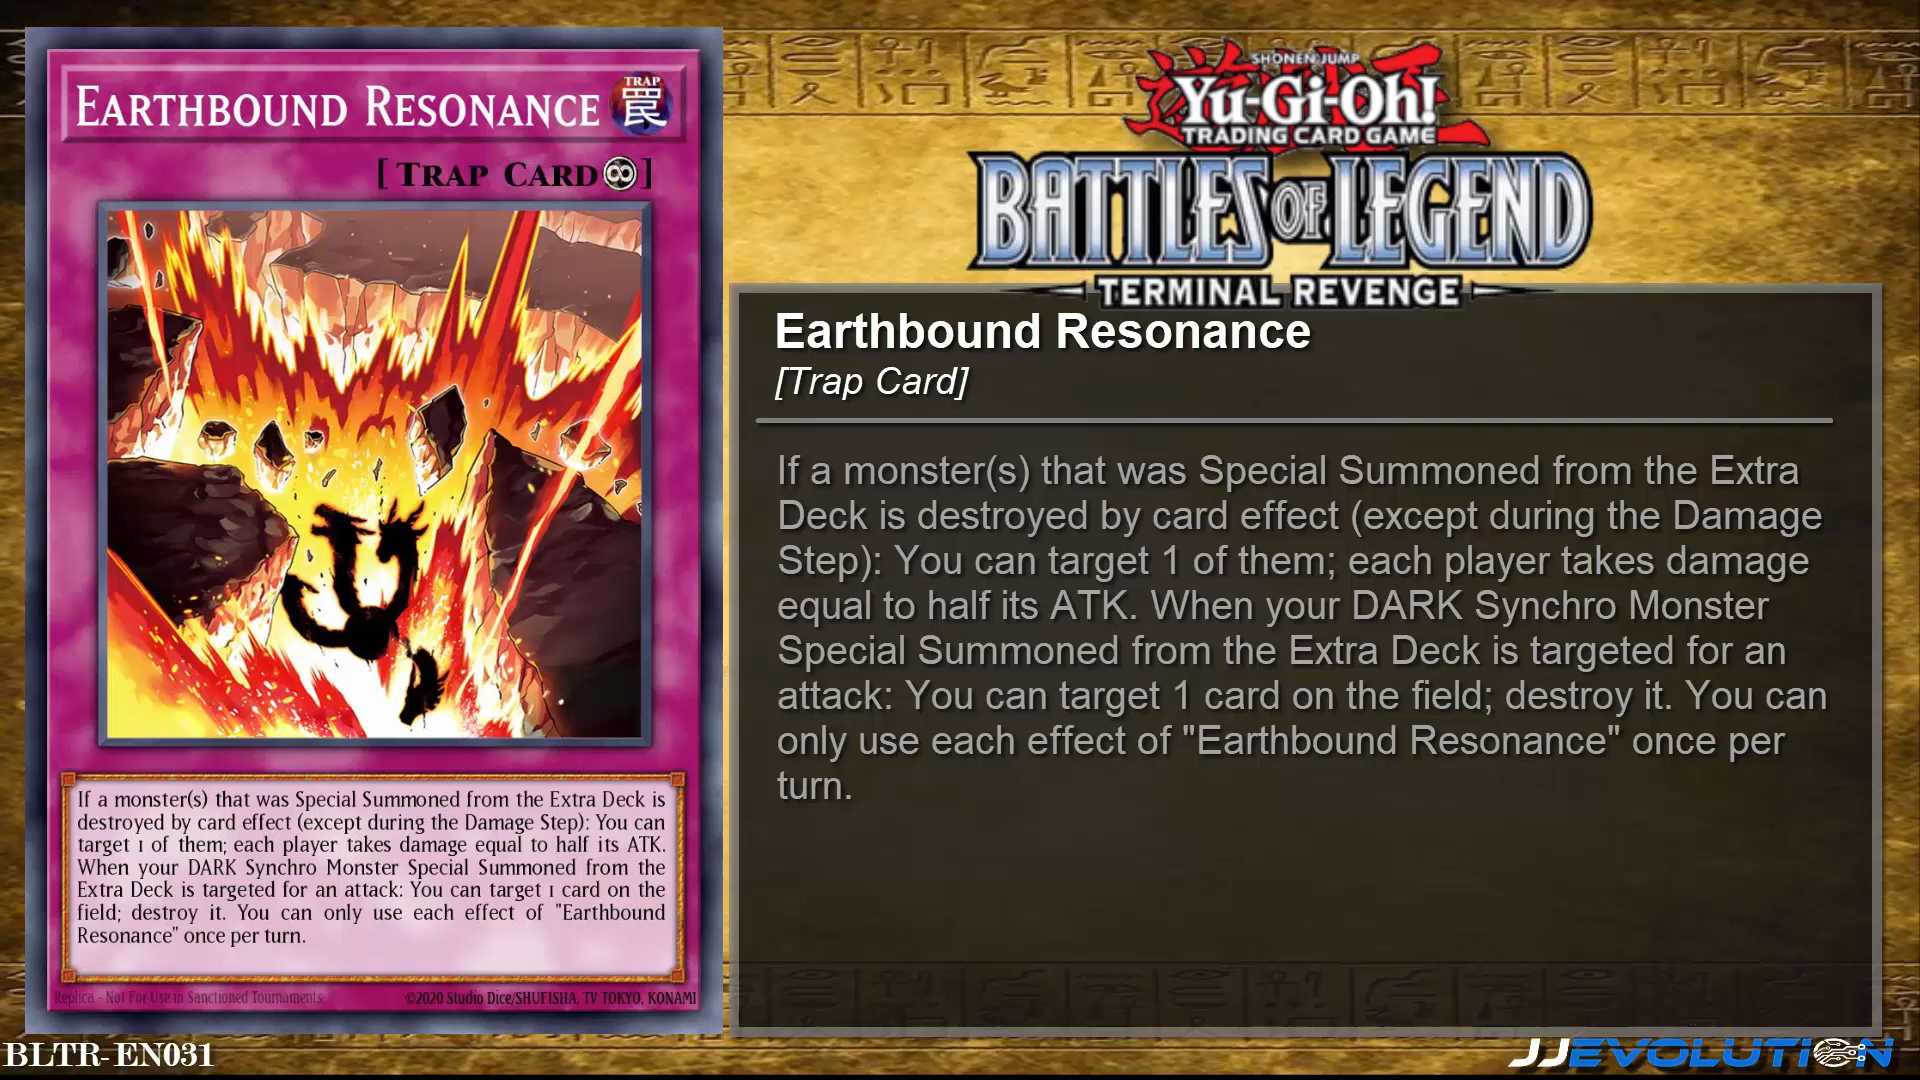 EARTHBOUND RESONANCE
TRAP
罠
[ TRAP CARD ]
If a monster(s) that was Special Summoned from the Extra Deck is
destroyed by card effect (except during the Damage Step): You can
target 1 of them; each player takes damage equal to half its ATK.
When your DARK Synchro Monster Special Summoned from the
Extra Deck is targeted for an attack: You can target 1 card on the
field; destroy it. You can only use each effect of "Earthbound
Resonance" once per turn.
Replica - Not For Use in Sanctioned Tournaments
©2020 Studio Dice/SHUEISHA, TV TOKYO, KONAMI
BLTR-EN031
SHONEN JUMP
Yu-Gi-Oh!
TRADING CARD GAME
BATTLES OF LEGEND
TERMINAL REVENGE
Earthbound Resonance
[Trap Card]
If a monster(s) that was Special Summoned from the Extra
Deck is destroyed by card effect (except during the Damage
Step): You can target 1 of them; each player takes damage
equal to half its ATK. When your DARK Synchro Monster
Special Summoned from the Extra Deck is targeted for an
attack: You can target 1 card on the field; destroy it. You can
only use each effect of "Earthbound Resonance" once per
turn.
JJEVOLUTION